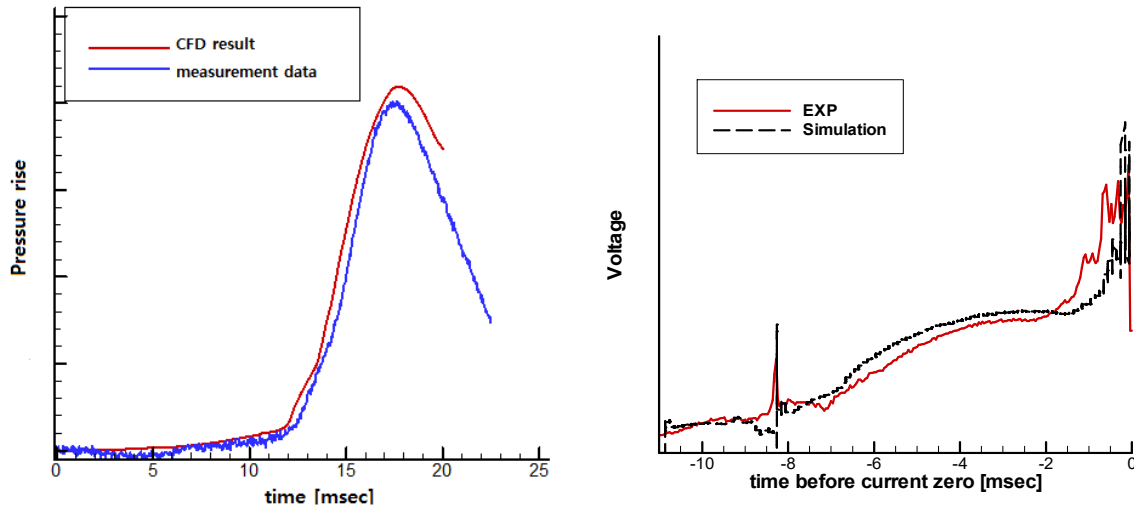 CFD result
measurement data
Pressure rise
0 5 10 15 20 25
time [msec]
EXP
Simulation
Voltage
-10 -8 -6 -4 -2 0
time before current zero [msec]